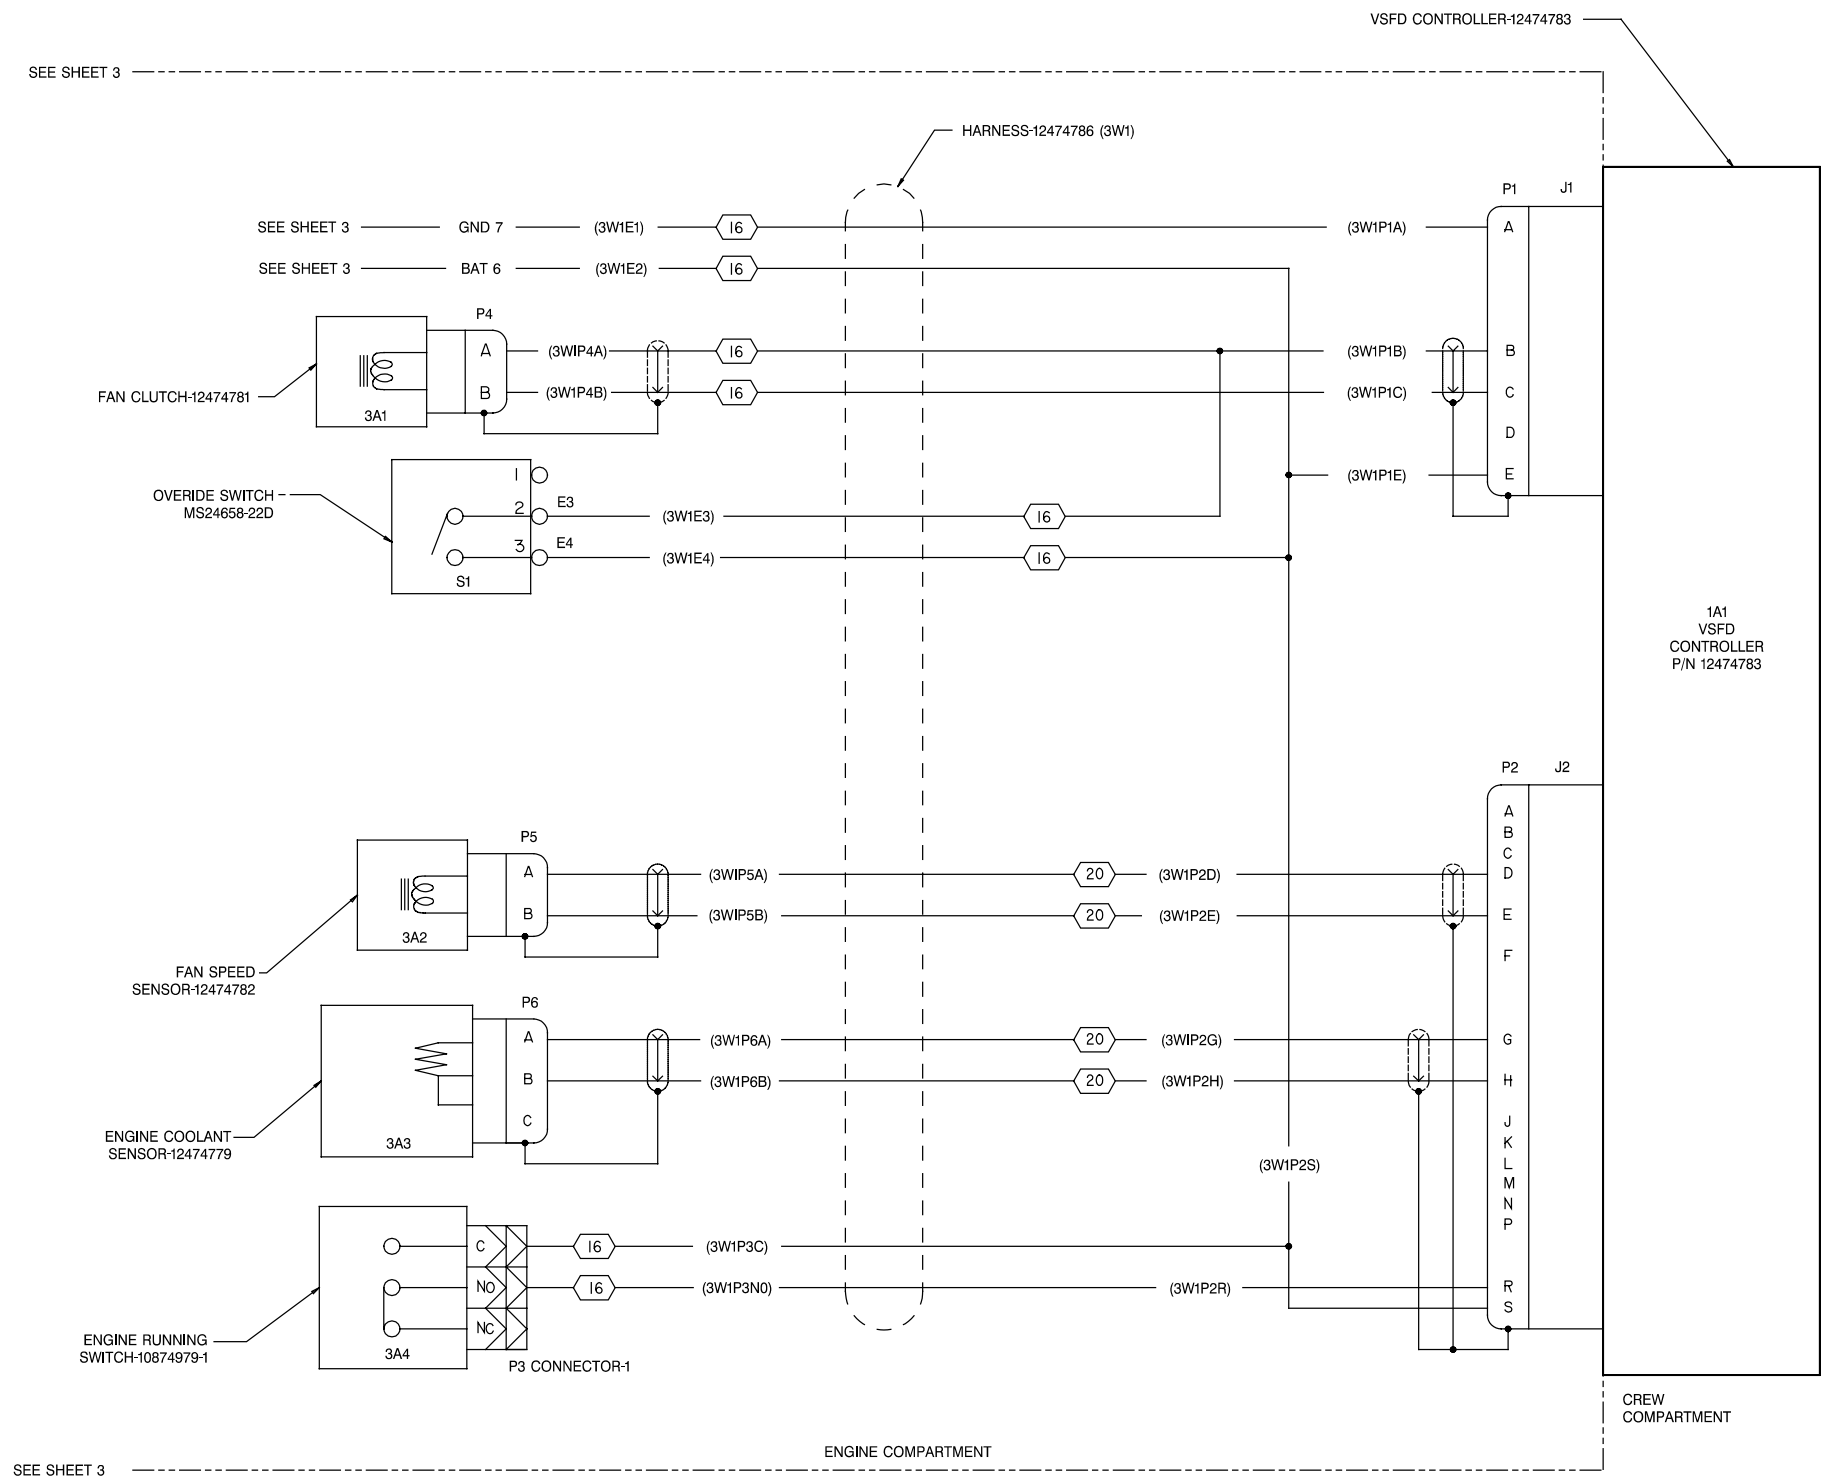 VSFD CONTROLLER-12474783
SEE SHEET 3
HARNESS-12474786 (3W1)
P1 J1
SEE SHEET 3 GND 7 (3W1E1) 16 (3W1P1A) A
SEE SHEET 3 BAT 6 (3W1E2) 16
P4
A (3WIP4A) 16 (3W1P1B) B
B (3W1P4B) 16 (3W1P1C) C
FAN CLUTCH-12474781
3A1
D
1
(3W1P1E) E
OVERIDE SWITCH
MS24658-22D
2 E3 (3W1E3) 16
3 E4 (3W1E4) 16
S1
1A1
VSFD
CONTROLLER
P/N 12474783
P2 J2
A
B
C
P5
A (3WIP5A) 20 (3W1P2D) D
B (3WIP5B) 20 (3W1P2E) E
3A2
F
FAN SPEED
SENSOR-12474782
P6
A (3W1P6A) 20 (3WIP2G) G
B (3W1P6B) 20 (3W1P2H) H
C
J
ENGINE COOLANT
SENSOR-12474779
3A3
K
(3W1P2S)
L
M
N
P
C 16 (3W1P3C)
NO 16 (3W1P3N0) (3W1P2R) R
S
NC
ENGINE RUNNING
SWITCH-10874979-1
3A4
P3 CONNECTOR-1
CREW
COMPARTMENT
ENGINE COMPARTMENT
SEE SHEET 3